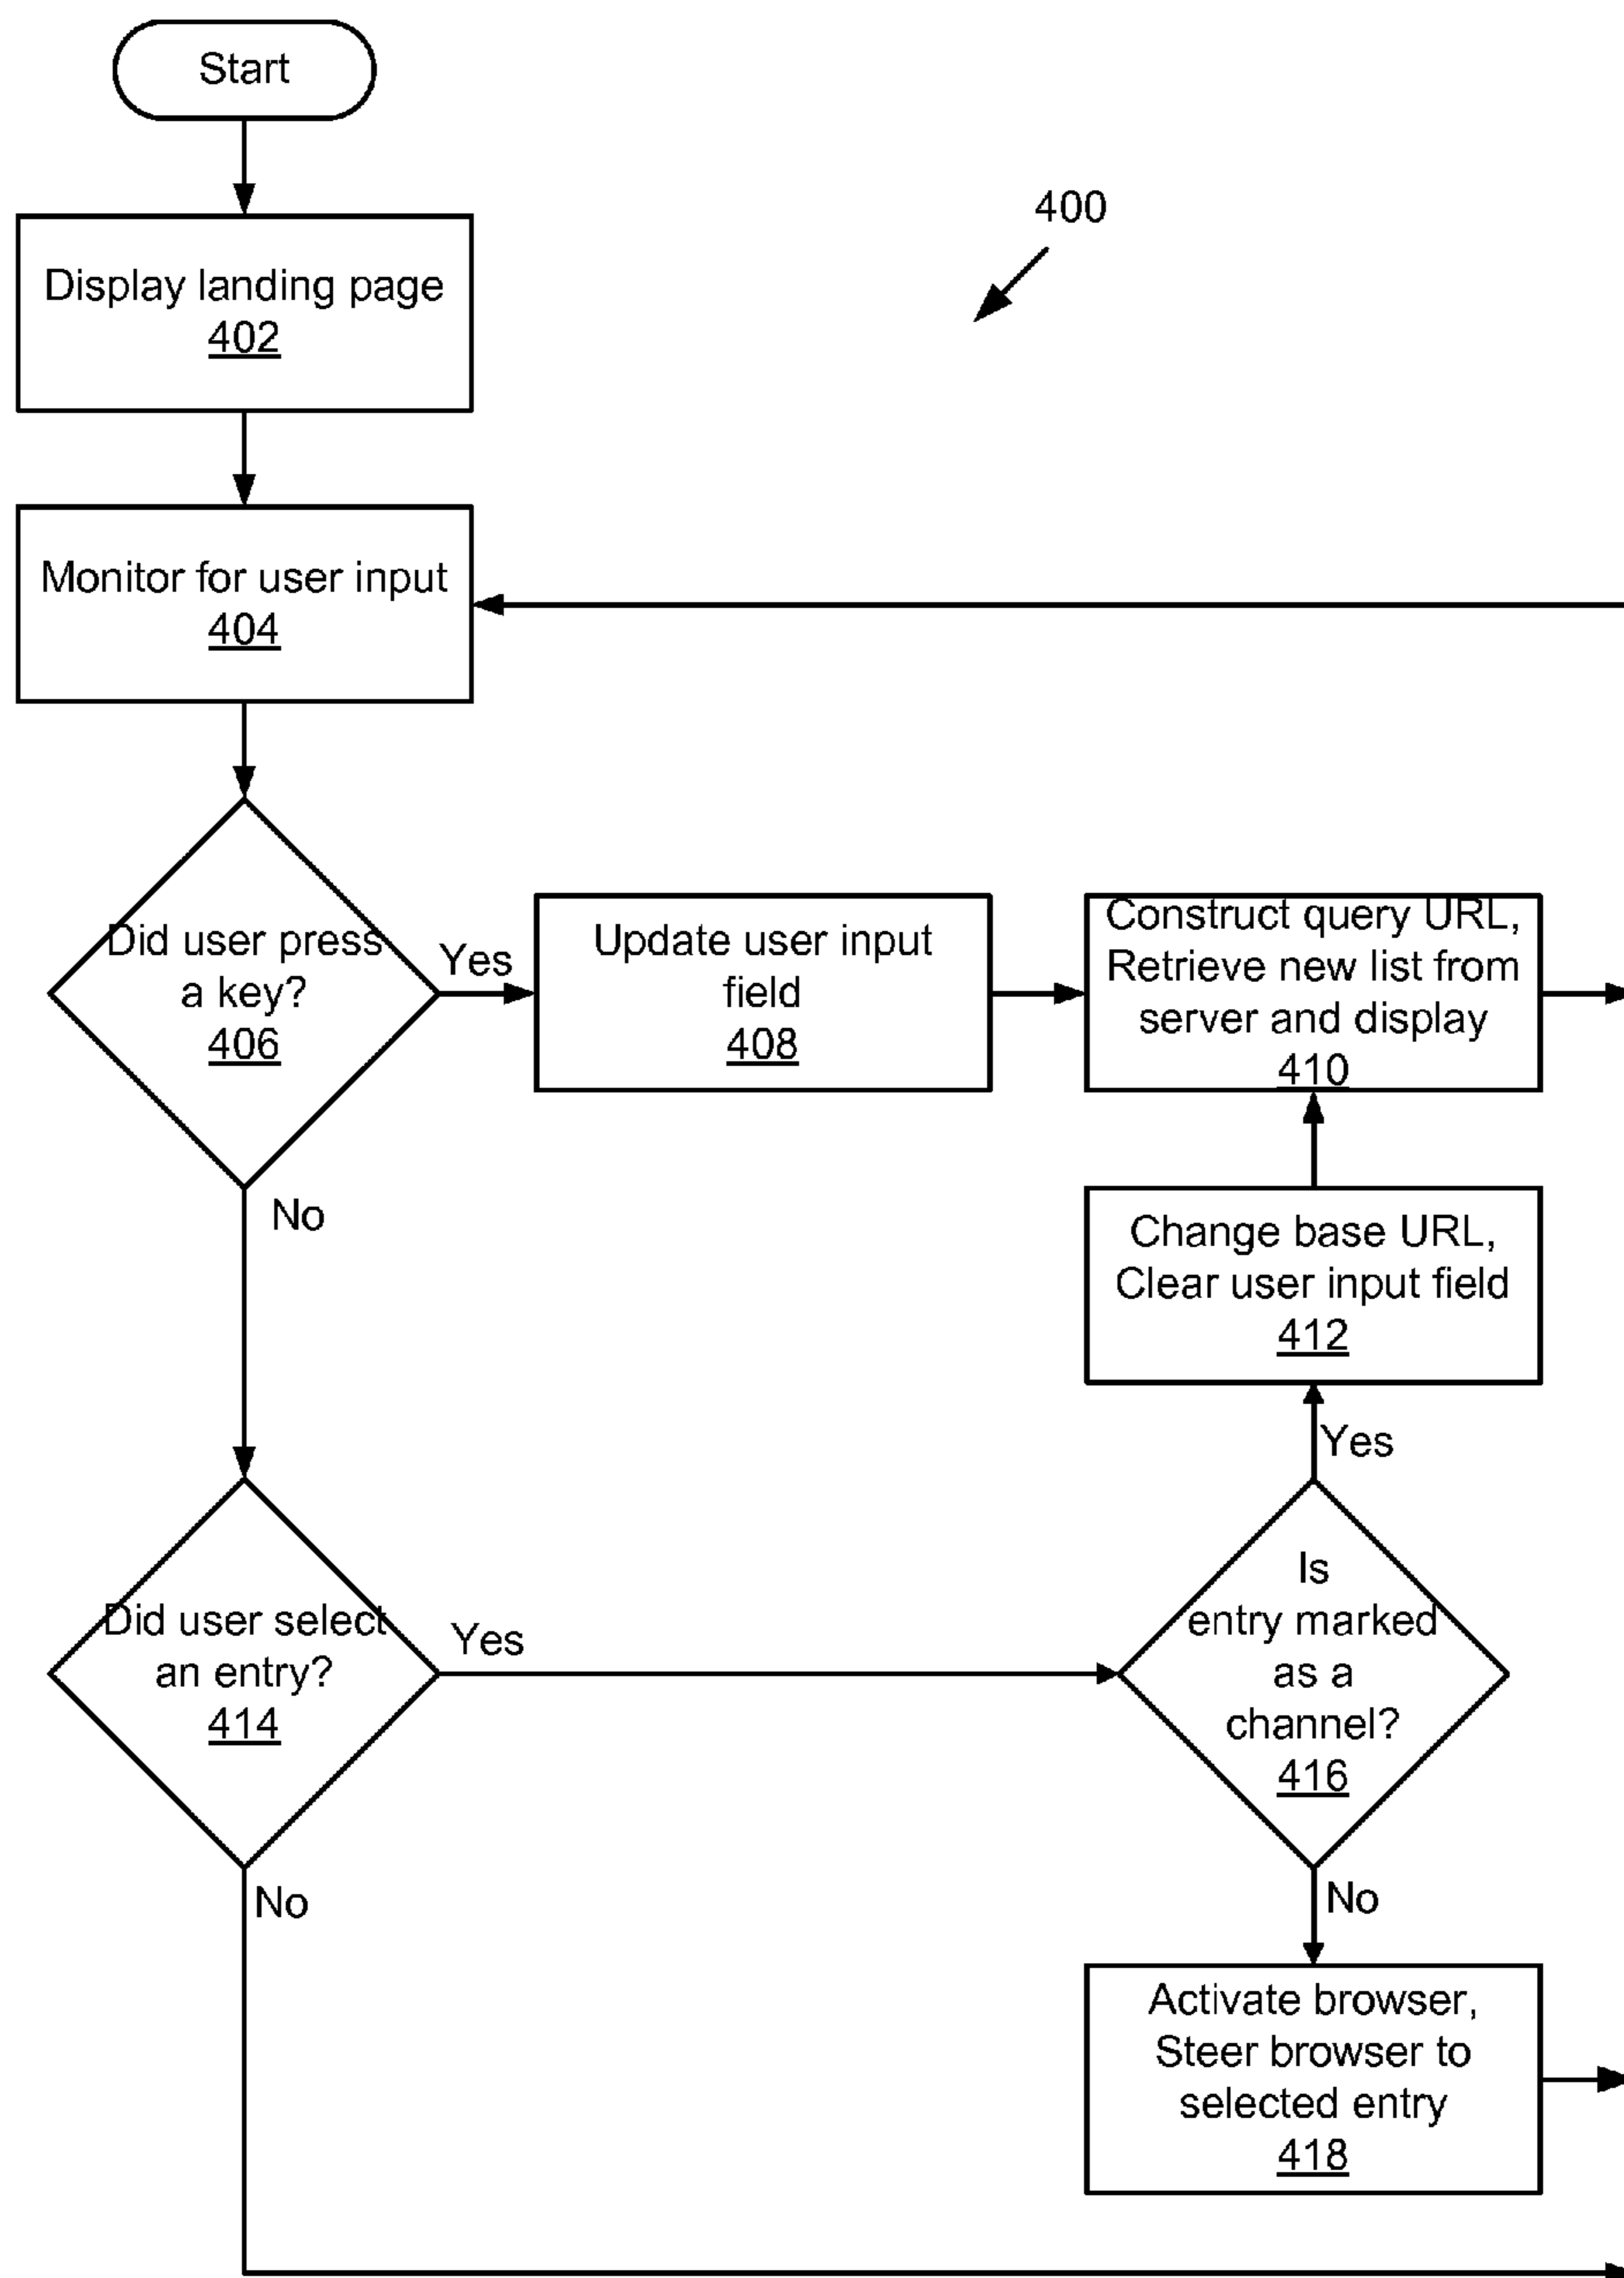 Start
400
Display landing page
402
Monitor for user input
404
Did user press
a key?
406
Yes
Update user input
field
408
Construct query URL,
Retrieve new list from
server and display
410
No
Change base URL,
Clear user input field
412
Yes
Did user select
an entry?
414
Yes
Is
entry marked
as a
channel?
416
No
No
Activate browser,
Steer browser to
selected entry
418